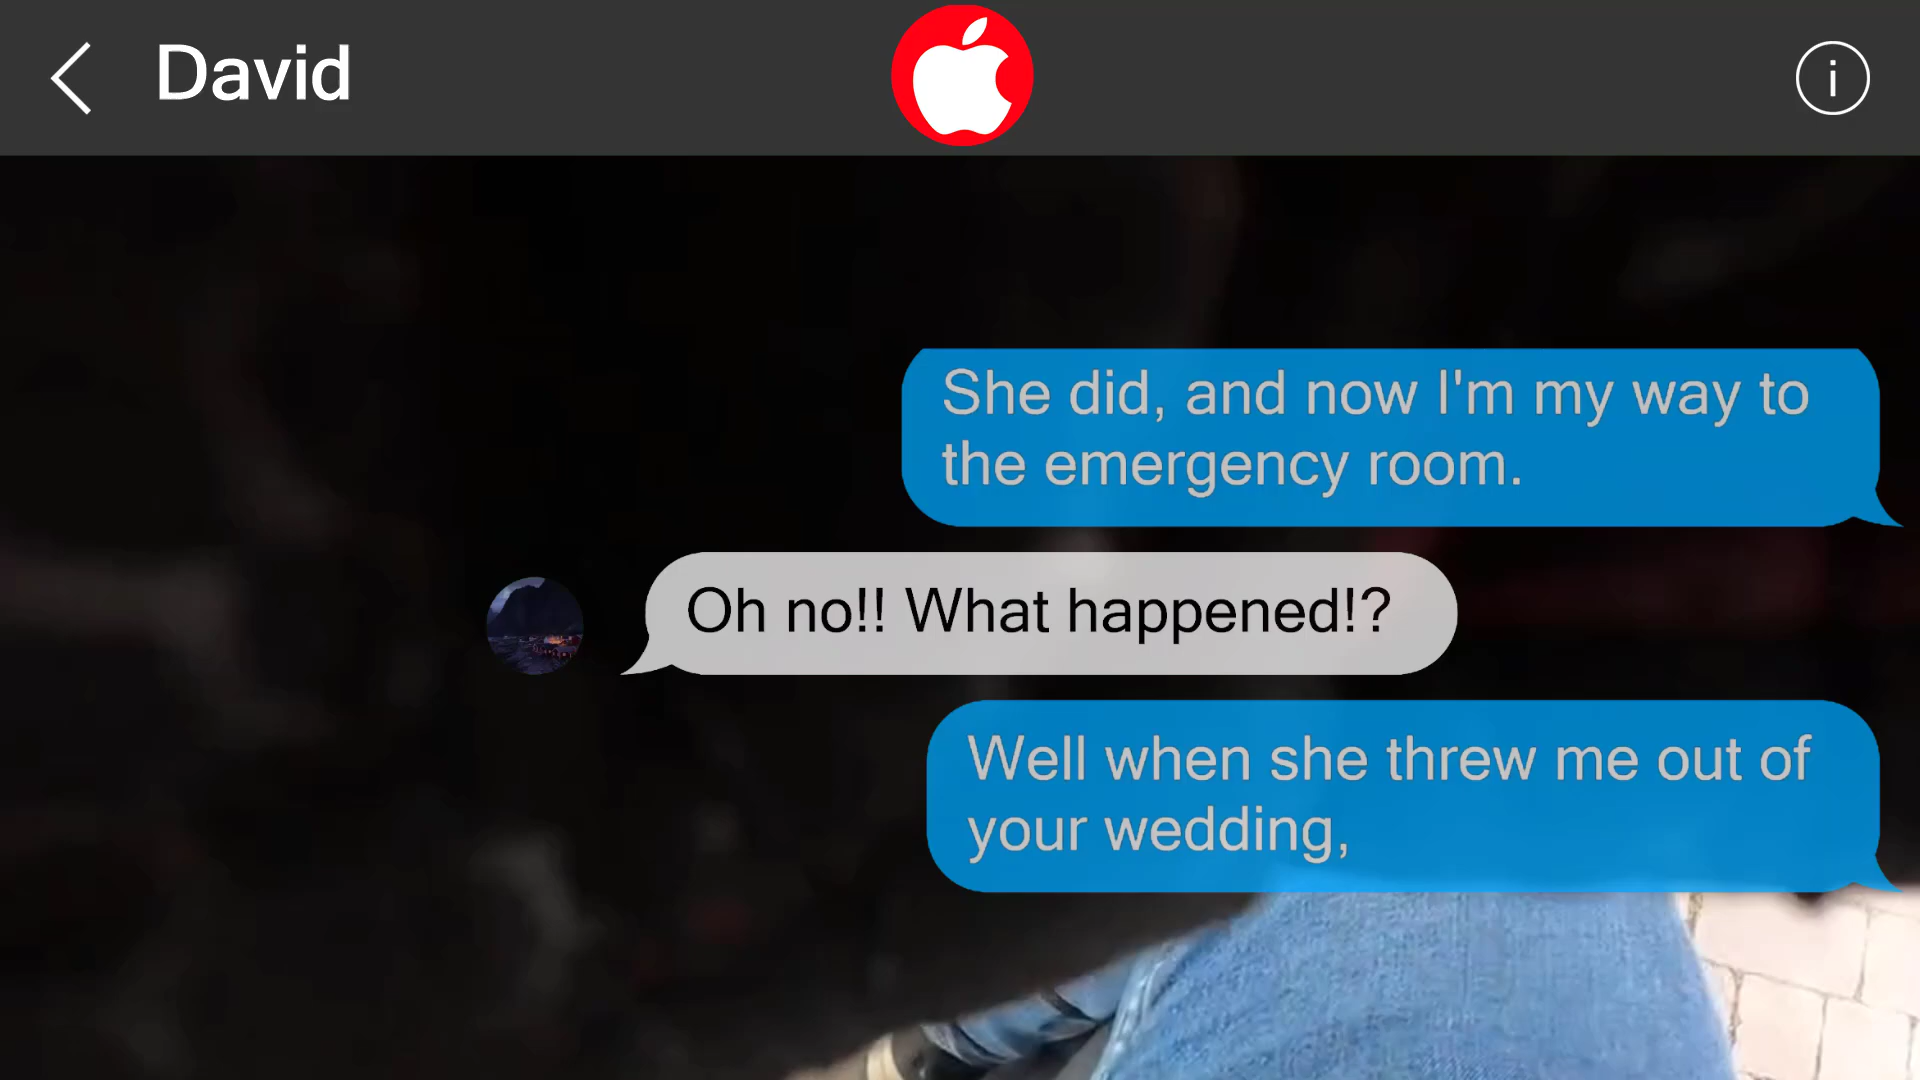 David
She did, and now I'm my way to
the emergency room.
Oh no!! What happened!?
Well when she threw me out of
your wedding,